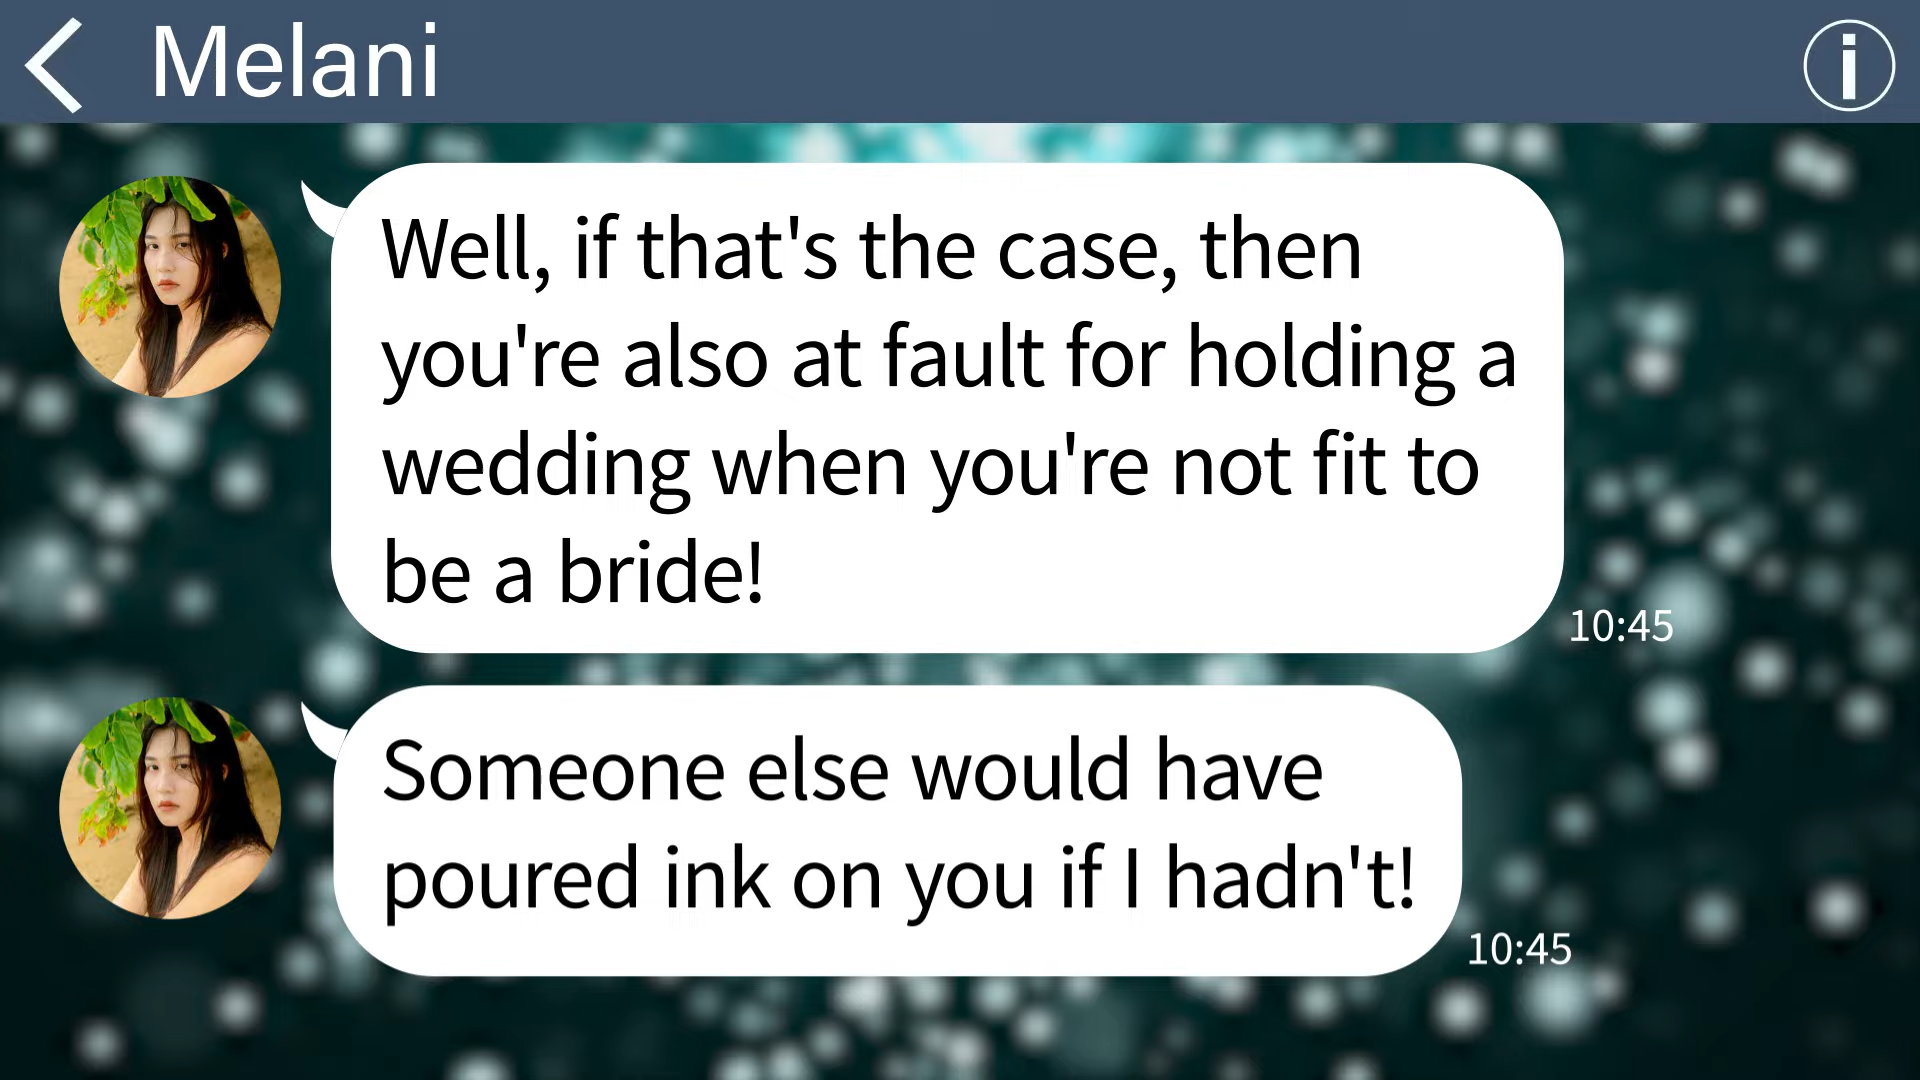 Melani
Well, if that's the case, then
you're also at fault for holding a
wedding when you're not fit to
be a bride!
10:45
Someone else would have
poured ink on you if I hadn't!
10:45